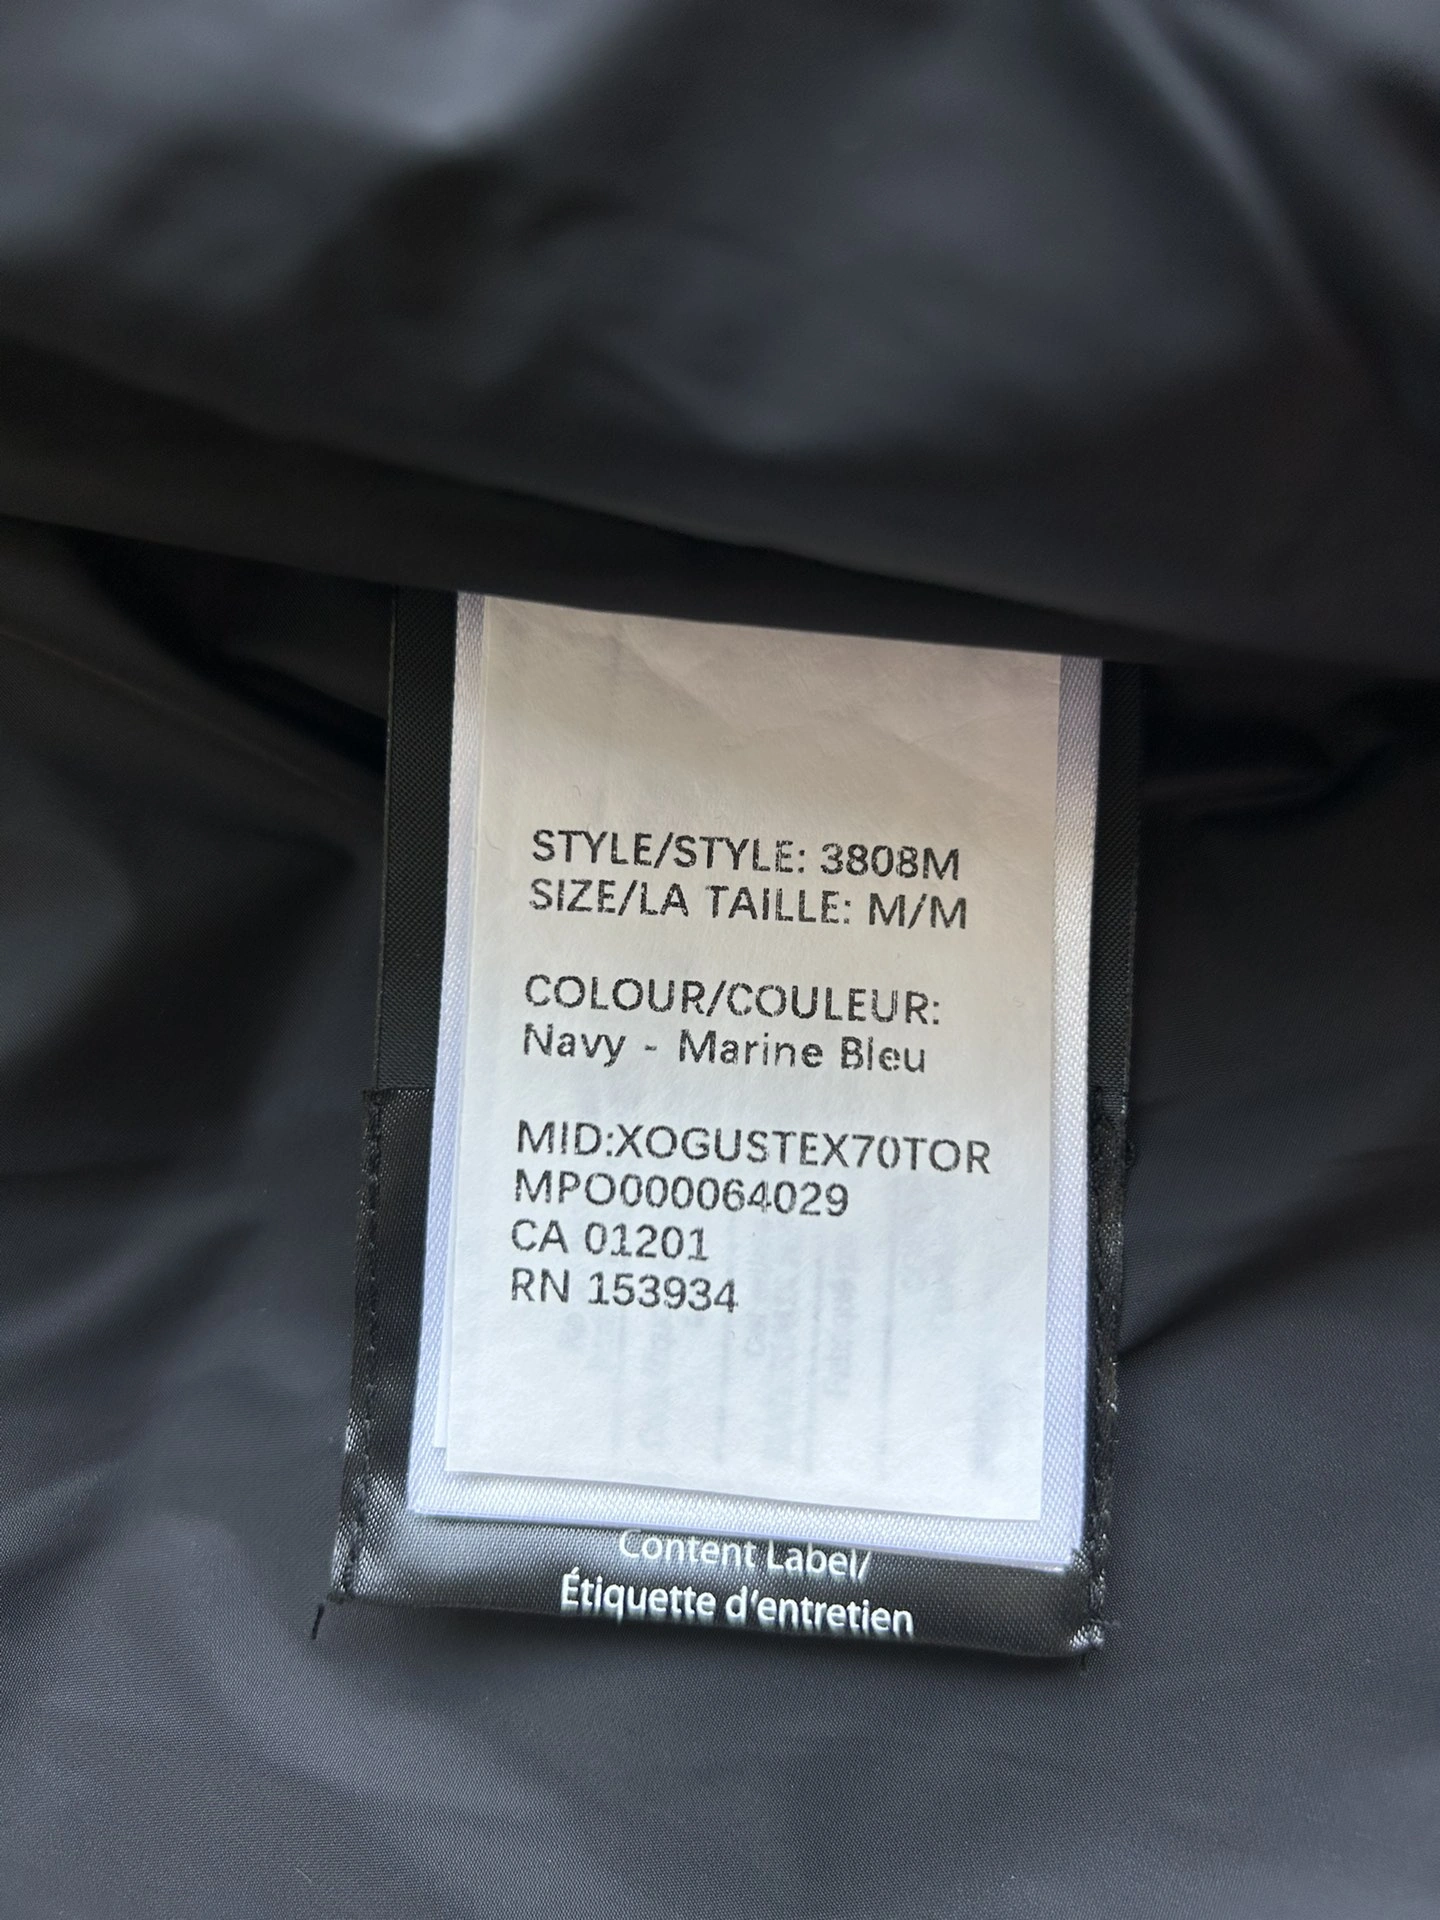 STYLE/STYLE: 3808M
SIZE/LA TAILLE: M/M
COLOUR/COULEUR:
Navy - Marine Bleu
MID:XOGUSTEX70TOR
MPO000064029
CA 01201
RN 153934
Content Label/
Étiquette d'entretien